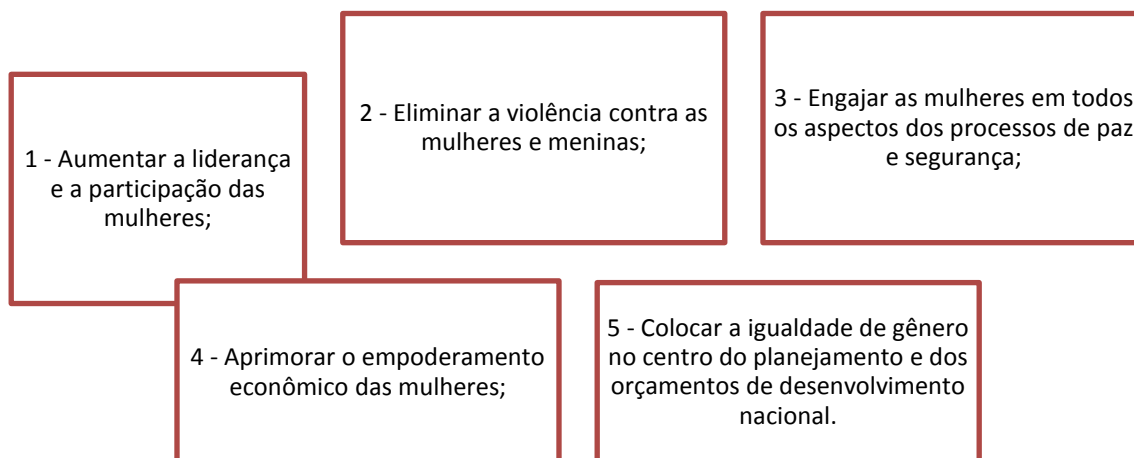 1 - Aumentar a liderança
e a participação das
mulheres;
2 - Eliminar a violência contra as
mulheres e meninas;
3 - Engajar as mulheres em todos
os aspectos dos processos de paz
e segurança;
4 - Aprimorar o empoderamento
econômico das mulheres;
5 - Colocar a igualdade de gênero
no centro do planejamento e dos
orçamentos de desenvolvimento
nacional.